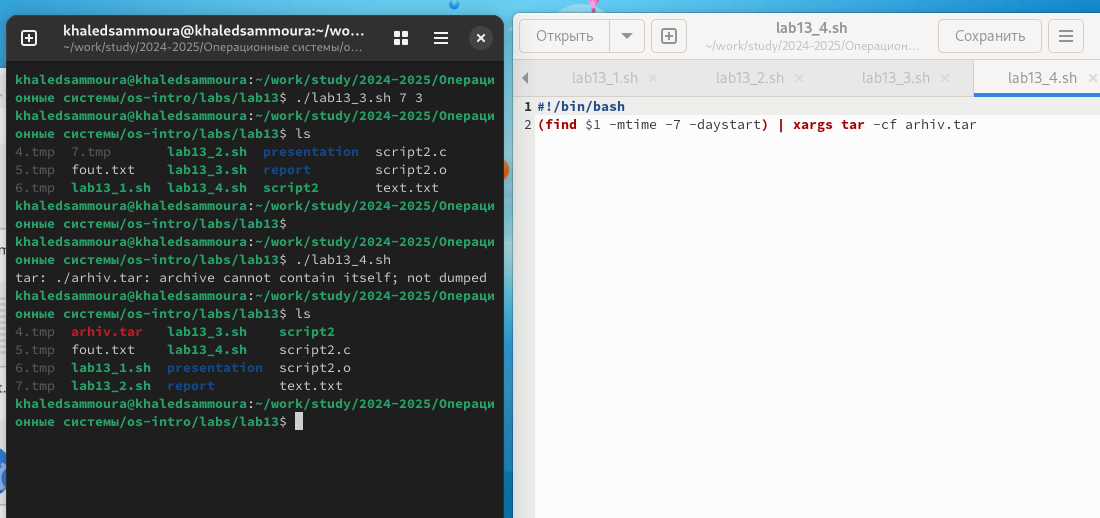 khaledsammoura@khaledsammoura:~/wo...
~/work/study/2024-2025/Операционные системы/o...
khaledsammoura@khaledsammoura:~/work/study/2024-2025/Операци
онные системы/os-intro/labs/lab13$ ./lab13_3.sh 7 3
khaledsammoura@khaledsammoura:~/work/study/2024-2025/Операци
онные системы/os-intro/labs/lab13$ ls
4.tmp 7.tmp lab13_2.sh presentation script2.c
5.tmp fout.txt lab13_3.sh report script2.o
6.tmp lab13_1.sh lab13_4.sh script2 text.txt
khaledsammoura@khaledsammoura:~/work/study/2024-2025/Операци
онные системы/os-intro/labs/lab13$
khaledsammoura@khaledsammoura:~/work/study/2024-2025/Операци
онные системы/os-intro/labs/lab13$ ./lab13_4.sh
tar: ./arhiv.tar: archive cannot contain itself; not dumped
khaledsammoura@khaledsammoura:~/work/study/2024-2025/Операци
онные системы/os-intro/labs/lab13$ ls
4.tmp arhiv.tar lab13_3.sh script2
5.tmp fout.txt lab13_4.sh script2.c
6.tmp lab13_1.sh presentation script2.o
7.tmp lab13_2.sh report text.txt
khaledsammoura@khaledsammoura:~/work/study/2024-2025/Операци
онные системы/os-intro/labs/lab13$
Открыть
lab13_4.sh
~/work/study/2024-2025/Операцион...
Сохранить
lab13_1.sh lab13_2.sh lab13_3.sh lab13_4.sh
1 #!/bin/bash
2 (find $1 -mtime -7 -daystart) | xargs tar -cf arhiv.tar